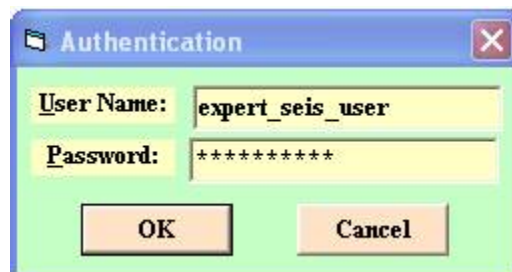 Authentication
User Name: expert_seis_user
Password: **********
OK Cancel